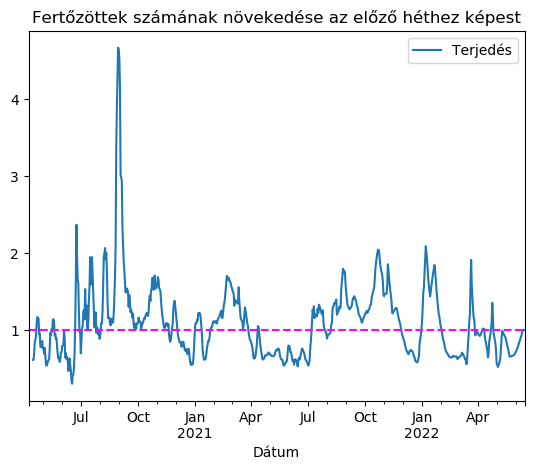 Fertőzöttek számának növekedése az előző héthez képest
Terjedés
4
3
2
1
Jul
Oct
Jan
2021
Apr
Jul
Oct
Jan
2022
Apr
Dátum